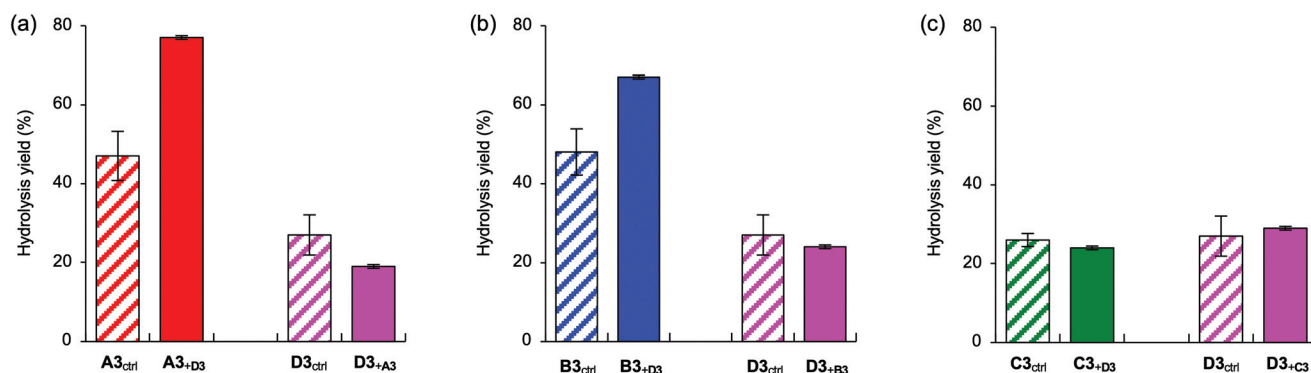 (a)
Hydrolysis yield (%)
80
60
40
20
0
A3ctrl A3+D3 D3ctrl D3+A3
(b)
Hydrolysis yield (%)
80
60
40
20
0
B3ctrl B3+D3 D3ctrl D3+B3
(c)
Hydrolysis yield (%)
80
60
40
20
0
C3ctrl C3+D3 D3ctrl D3+C3